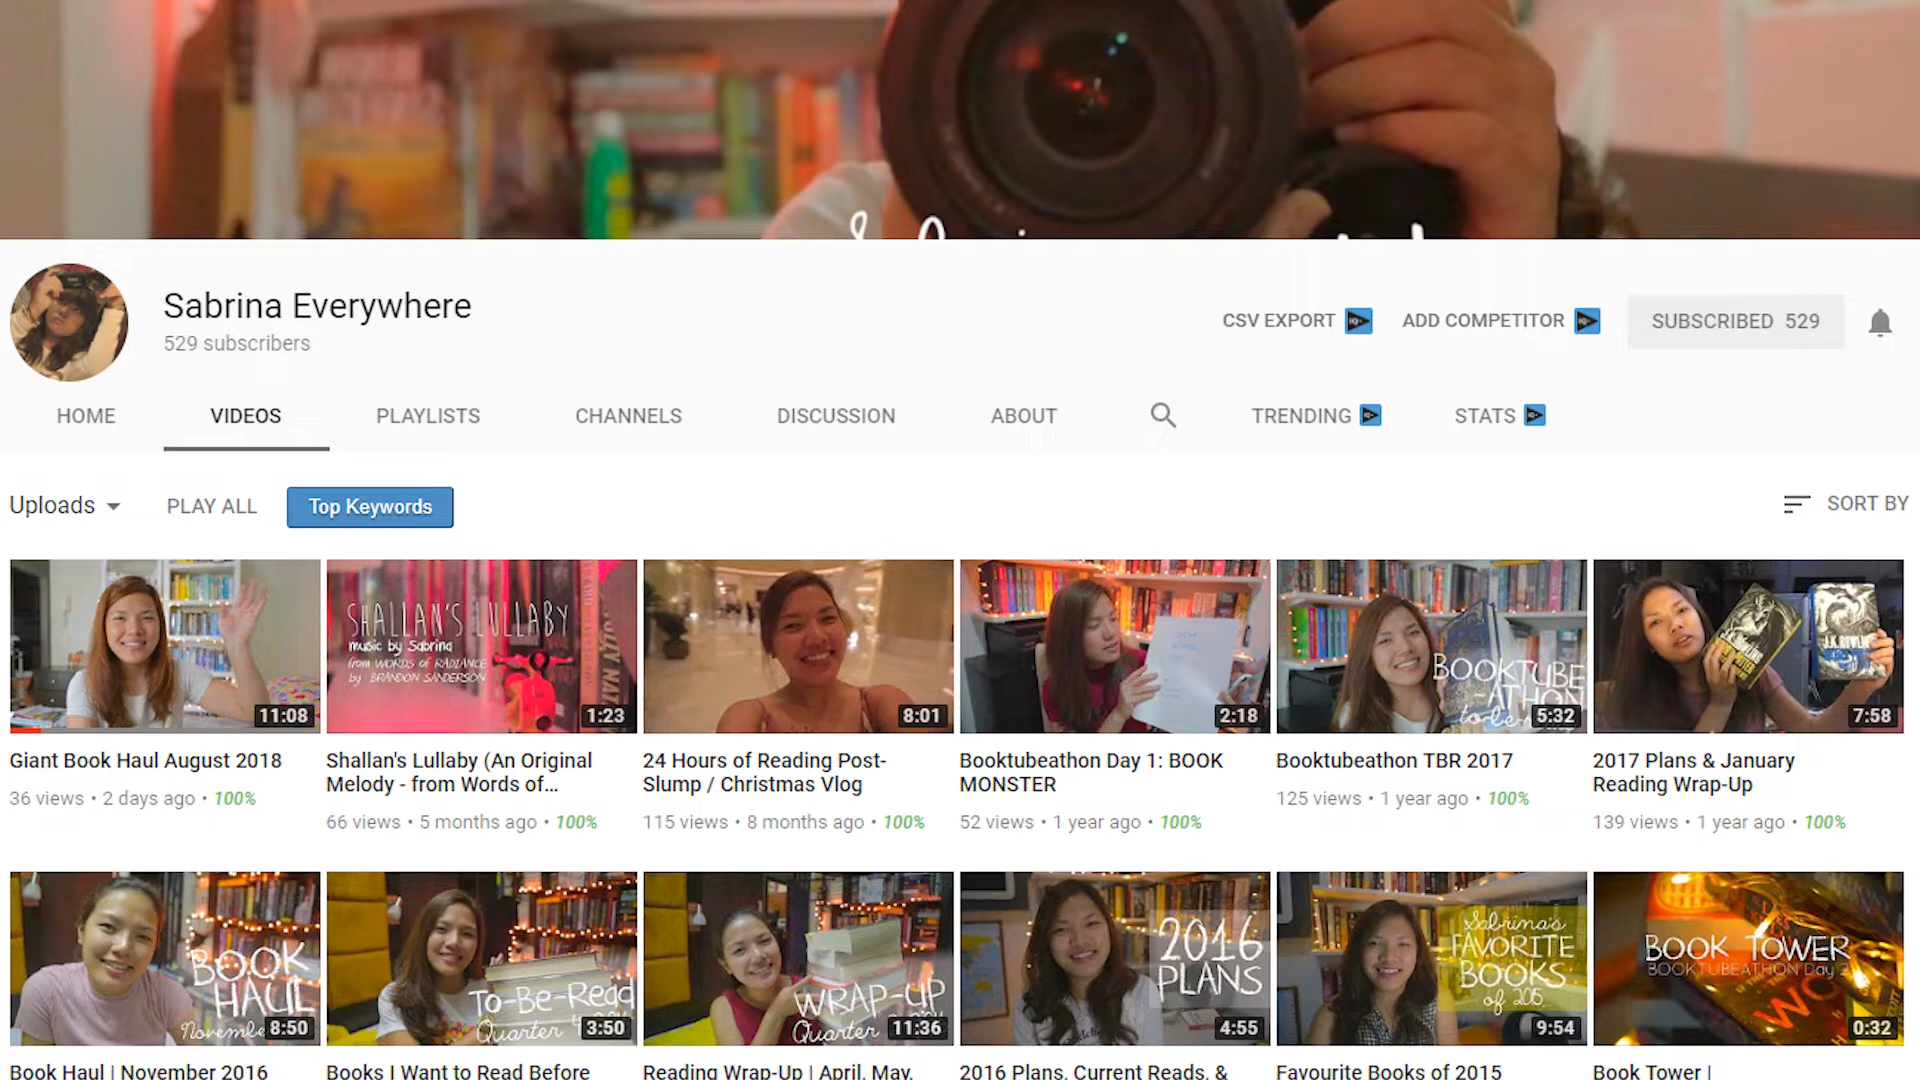 Sabrina Everywhere
529 subscribers
CSV EXPORT
ADD COMPETITOR
SUBSCRIBED 529
HOME
VIDEOS
PLAYLISTS
CHANNELS
DISCUSSION
ABOUT
TRENDING
STATS
Uploads
PLAY ALL
Top Keywords
SORT BY
SHALLAN'S LULLABY
music by Sabrina
from WORDS OF RADIANCE
by BRANDON SANDERSON
BOOKTUBE
-ATHON
J.K. ROWLING
11:08
1:23
8:01
2:18
5:32
7:58
Giant Book Haul August 2018
36 views • 2 days ago • 100%
Shallan's Lullaby (An Original
Melody - from Words of...
66 views • 5 months ago • 100%
24 Hours of Reading Post-
Slump / Christmas Vlog
115 views • 8 months ago • 100%
Booktubeathon Day 1: BOOK
MONSTER
52 views • 1 year ago • 100%
Booktubeathon TBR 2017
125 views • 1 year ago • 100%
2017 Plans & January
Reading Wrap-Up
139 views • 1 year ago • 100%
BOOK
HAUL
8:50
TO-BE-Read
Quarter
3:50
WRAP-UP
Quarter
11:36
2016
PLANS
4:55
Sabrina's
FAVORITE
BOOKS
of 2015
9:54
BOOK TOWER
BOOKTUBEATHON Day 2
0:32
Book Haul | November 2016
Books I Want to Read Before
Reading Wrap-Up | April, May,
2016 Plans, Current Reads, &
Favourite Books of 2015
Book Tower |